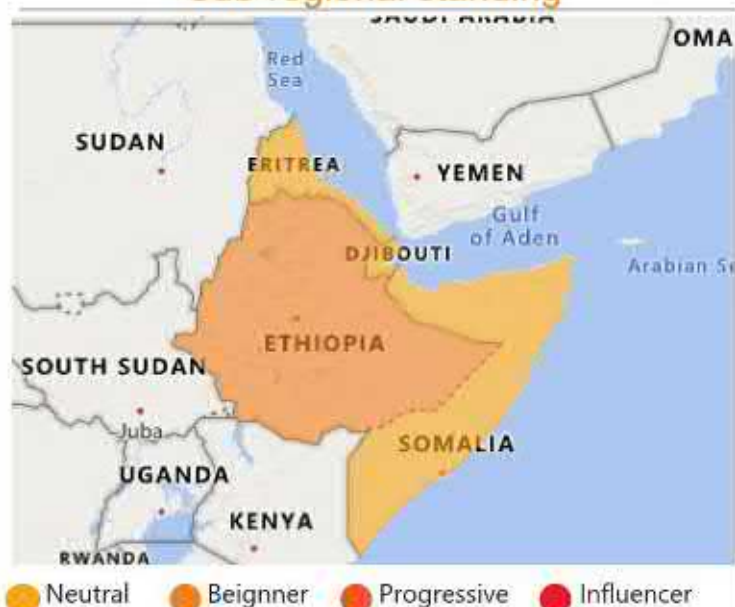 SAUDI ARABIA
OMA
Red
Sea
SUDAN
ERITREA
YEMEN
Gulf
of Aden
DJIBOUTI
Arabian Se
ETHIOPIA
SOUTH SUDAN
Juba
SOMALIA
UGANDA
KENYA
RWANDA
Neutral Beignner Progressive Influencer